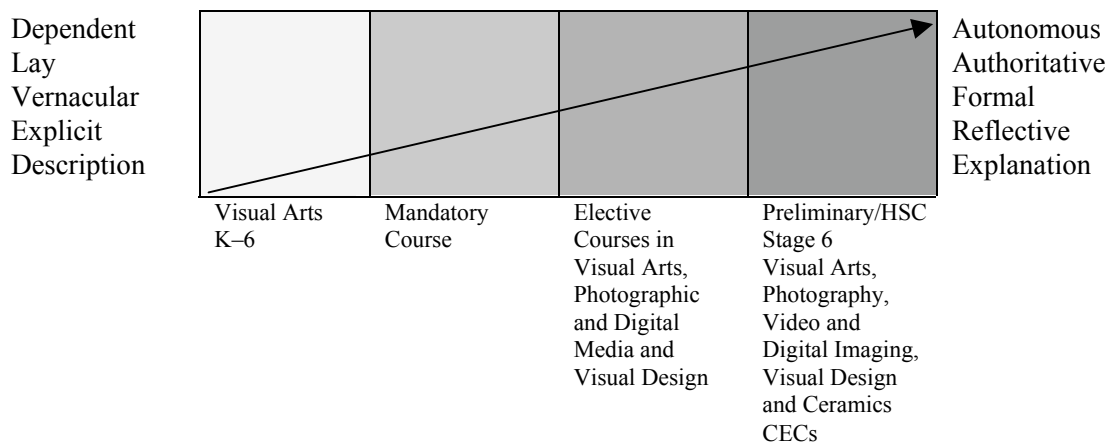 Dependent
Lay
Vernacular
Explicit
Description
Autonomous
Authoritative
Formal
Reflective
Explanation
Visual Arts
K–6
Mandatory
Course
Elective
Courses in
Visual Arts,
Photographic
and Digital
Media and
Visual Design
Preliminary/HSC
Stage 6
Visual Arts,
Photography,
Video and
Digital Imaging,
Visual Design
and Ceramics
CECs